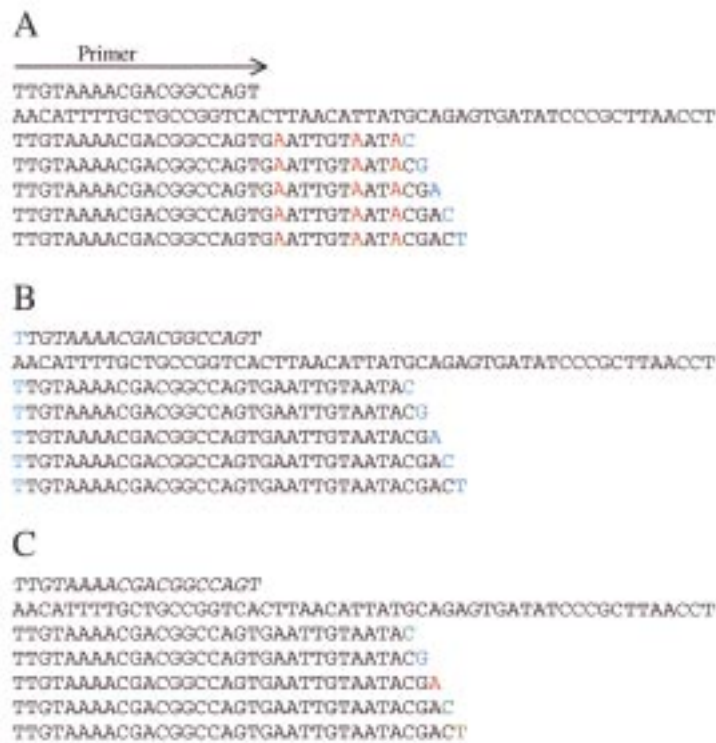 A
Primer
TTGTAAAACGACGGCCAGT
AACATTTTGCTGCCGGTCACTTAACATTATGCAGAGTGATATCCCGCTTAACCT
TTGTAAAACGACGGCCAGTGAATTGTAATAC
TTGTAAAACGACGGCCAGTGAATTGTAATACG
TTGTAAAACGACGGCCAGTGAATTGTAATACGA
TTGTAAAACGACGGCCAGTGAATTGTAATACGAC
TTGTAAAACGACGGCCAGTGAATTGTAATACGACT
B
TTGTAAAACGACGGCCAGT
AACATTTTGCTGCCGGTCACTTAACATTATGCAGAGTGATATCCCGCTTAACCT
TTGTAAAACGACGGCCAGTGAATTGTAATAC
TTGTAAAACGACGGCCAGTGAATTGTAATACG
TTGTAAAACGACGGCCAGTGAATTGTAATACGA
TTGTAAAACGACGGCCAGTGAATTGTAATACGAC
TTGTAAAACGACGGCCAGTGAATTGTAATACGACT
C
TTGTAAAACGACGGCCAGT
AACATTTTGCTGCCGGTCACTTAACATTATGCAGAGTGATATCCCGCTTAACCT
TTGTAAAACGACGGCCAGTGAATTGTAATAC
TTGTAAAACGACGGCCAGTGAATTGTAATACG
TTGTAAAACGACGGCCAGTGAATTGTAATACGA
TTGTAAAACGACGGCCAGTGAATTGTAATACGAC
TTGTAAAACGACGGCCAGTGAATTGTAATACGACT